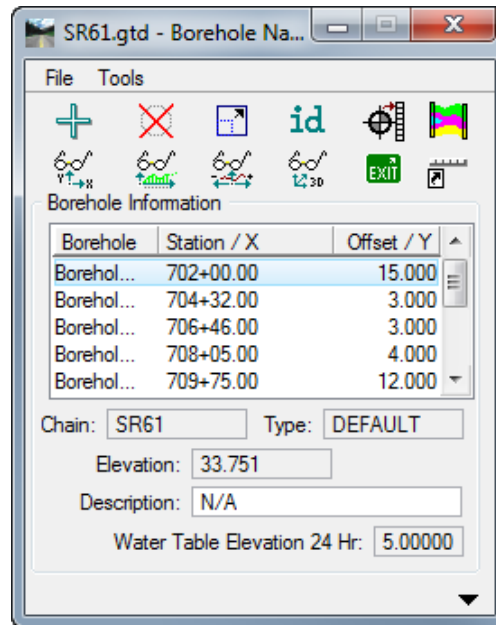 SR61.gtd - Borehole Na...
File Tools
id
Y X
3D
EXIT
Borehole Information
Borehole Station / X Offset / Y
Borehol... 702+00.00 15.000
Borehol... 704+32.00 3.000
Borehol... 706+46.00 3.000
Borehol... 708+05.00 4.000
Borehol... 709+75.00 12.000
Chain: SR61 Type: DEFAULT
Elevation: 33.751
Description: N/A
Water Table Elevation 24 Hr: 5.00000